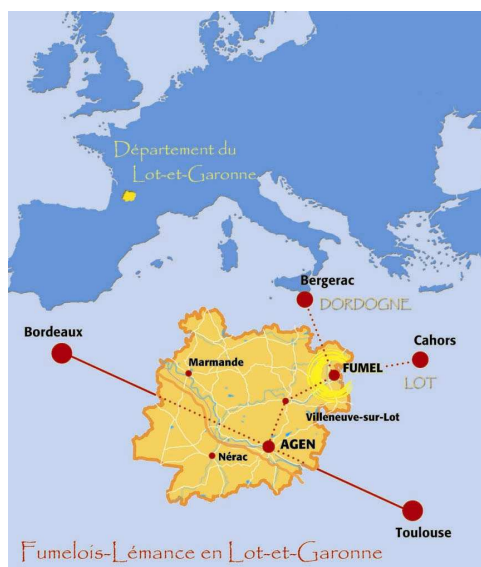 Département du
Lot-et-Garonne
Bergerac
DORDOGNE
Bordeaux
Cahors
Marmande
FUMEL
LOT
Villeneuve-sur-Lot
AGEN
Nérac
Toulouse
Fumelois-Lémance en Lot-et-Garonne